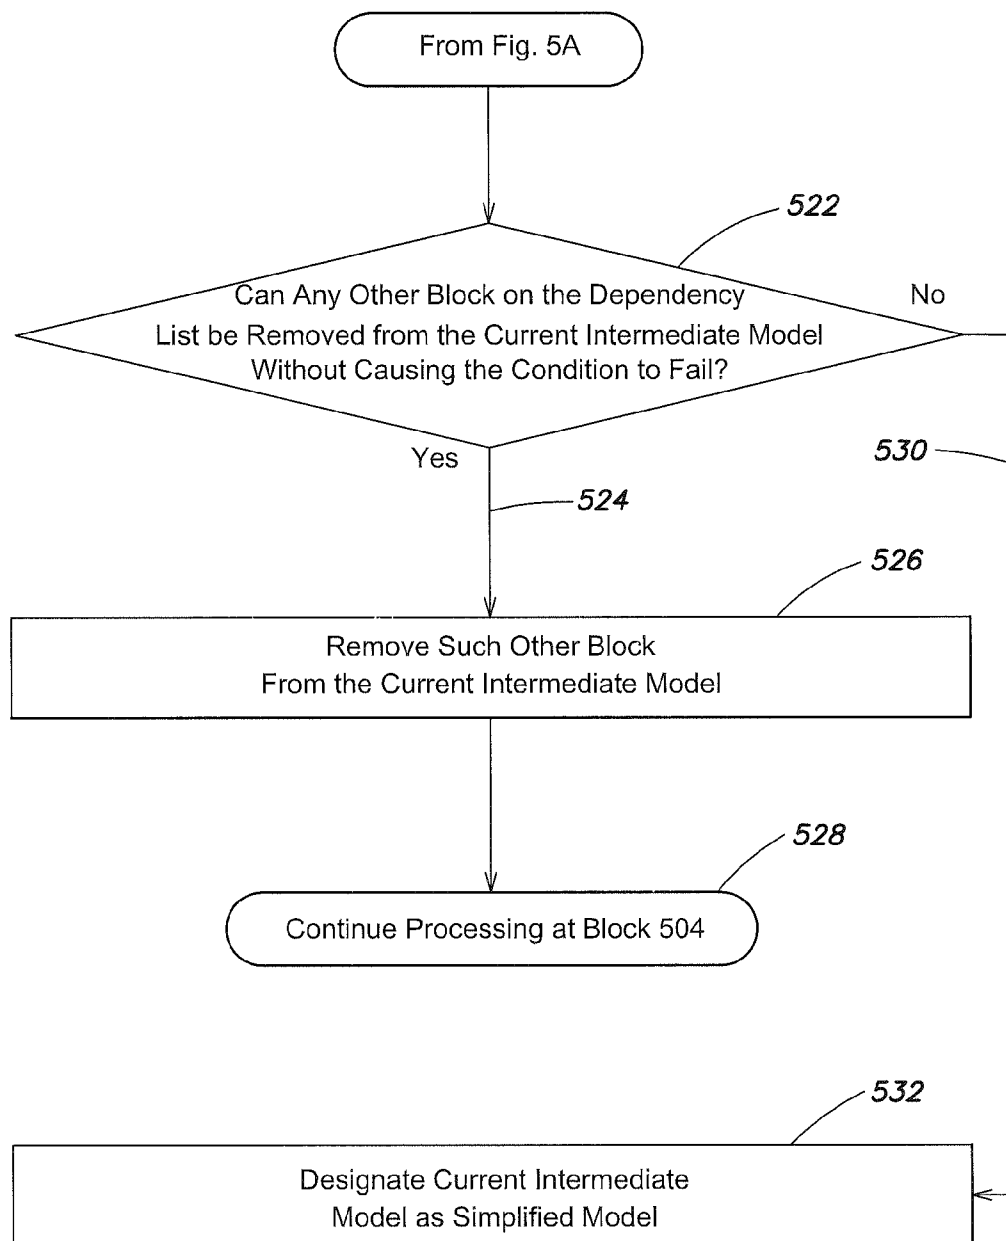 From Fig. 5A
522
Can Any Other Block on the Dependency
List be Removed from the Current Intermediate Model
Without Causing the Condition to Fail?
No
Yes
530
524
526
Remove Such Other Block
From the Current Intermediate Model
528
Continue Processing at Block 504
532
Designate Current Intermediate
Model as Simplified Model